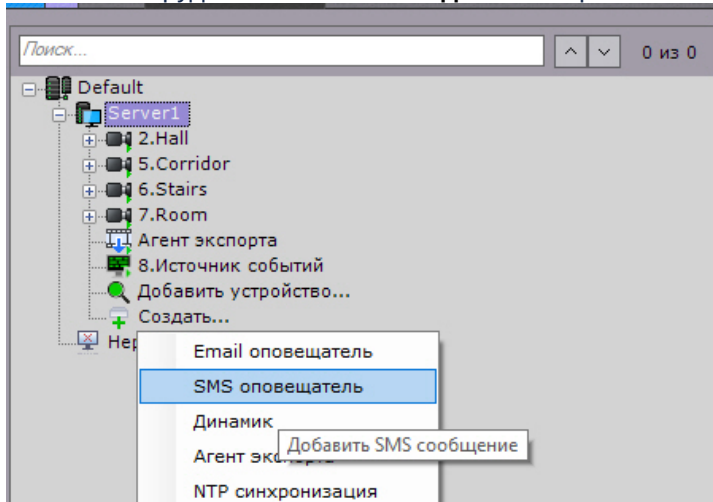 Поиск...
0 из 0
Default
Server1
2.Hall
5.Corridor
6.Stairs
7.Room
Агент экспорта
8.Источник событий
Добавить устройство...
Создать...
Email оповещатель
SMS оповещатель
Динамик
Добавить SMS сообщение
Агент
NTP синхронизация